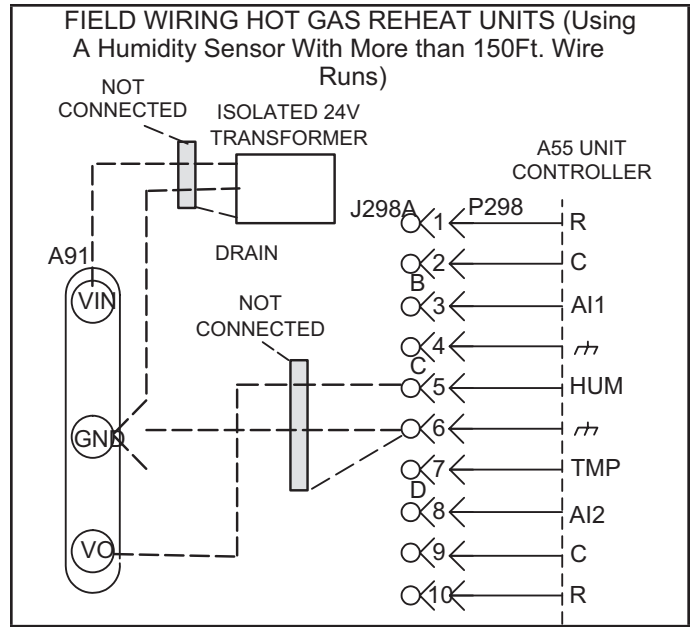 FIELD WIRING HOT GAS REHEAT UNITS (Using
A Humidity Sensor With More than 150Ft. Wire
Runs)
NOT
CONNECTED
ISOLATED 24V
TRANSFORMER
A55 UNIT
CONTROLLER
J298A
P298
1
R
A91
DRAIN
2
C
B
VIN
3
AI1
NOT
CONNECTED
4
C
5
HUM
GND
6
7
TMP
D
8
AI2
VO
9
C
10
R